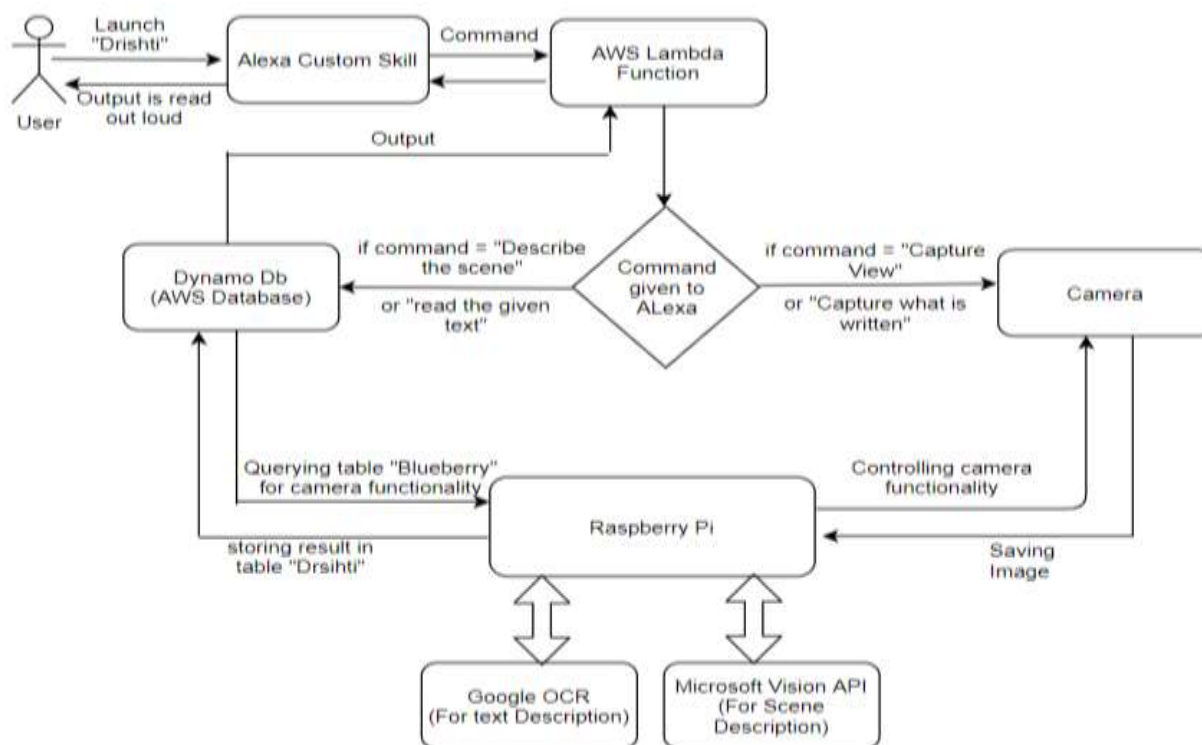 Launch
"Drishti"
Output is read
out loud
User
Alexa Custom Skill
Command
AWS Lambda
Function
Output
if command = "Describe
the scene"
or "read the given
text"
Command
given to
ALexa
if command = "Capture
View"
or "Capture what is
written"
Dynamo Db
(AWS Database)
Camera
Querying table "Blueberry"
for camera functionality
storing result in
table "Drsihti"
Raspberry Pi
Controlling camera
functionality
Saving
Image
Google OCR
(For text Description)
Microsoft Vision API
(For Scene
Description)